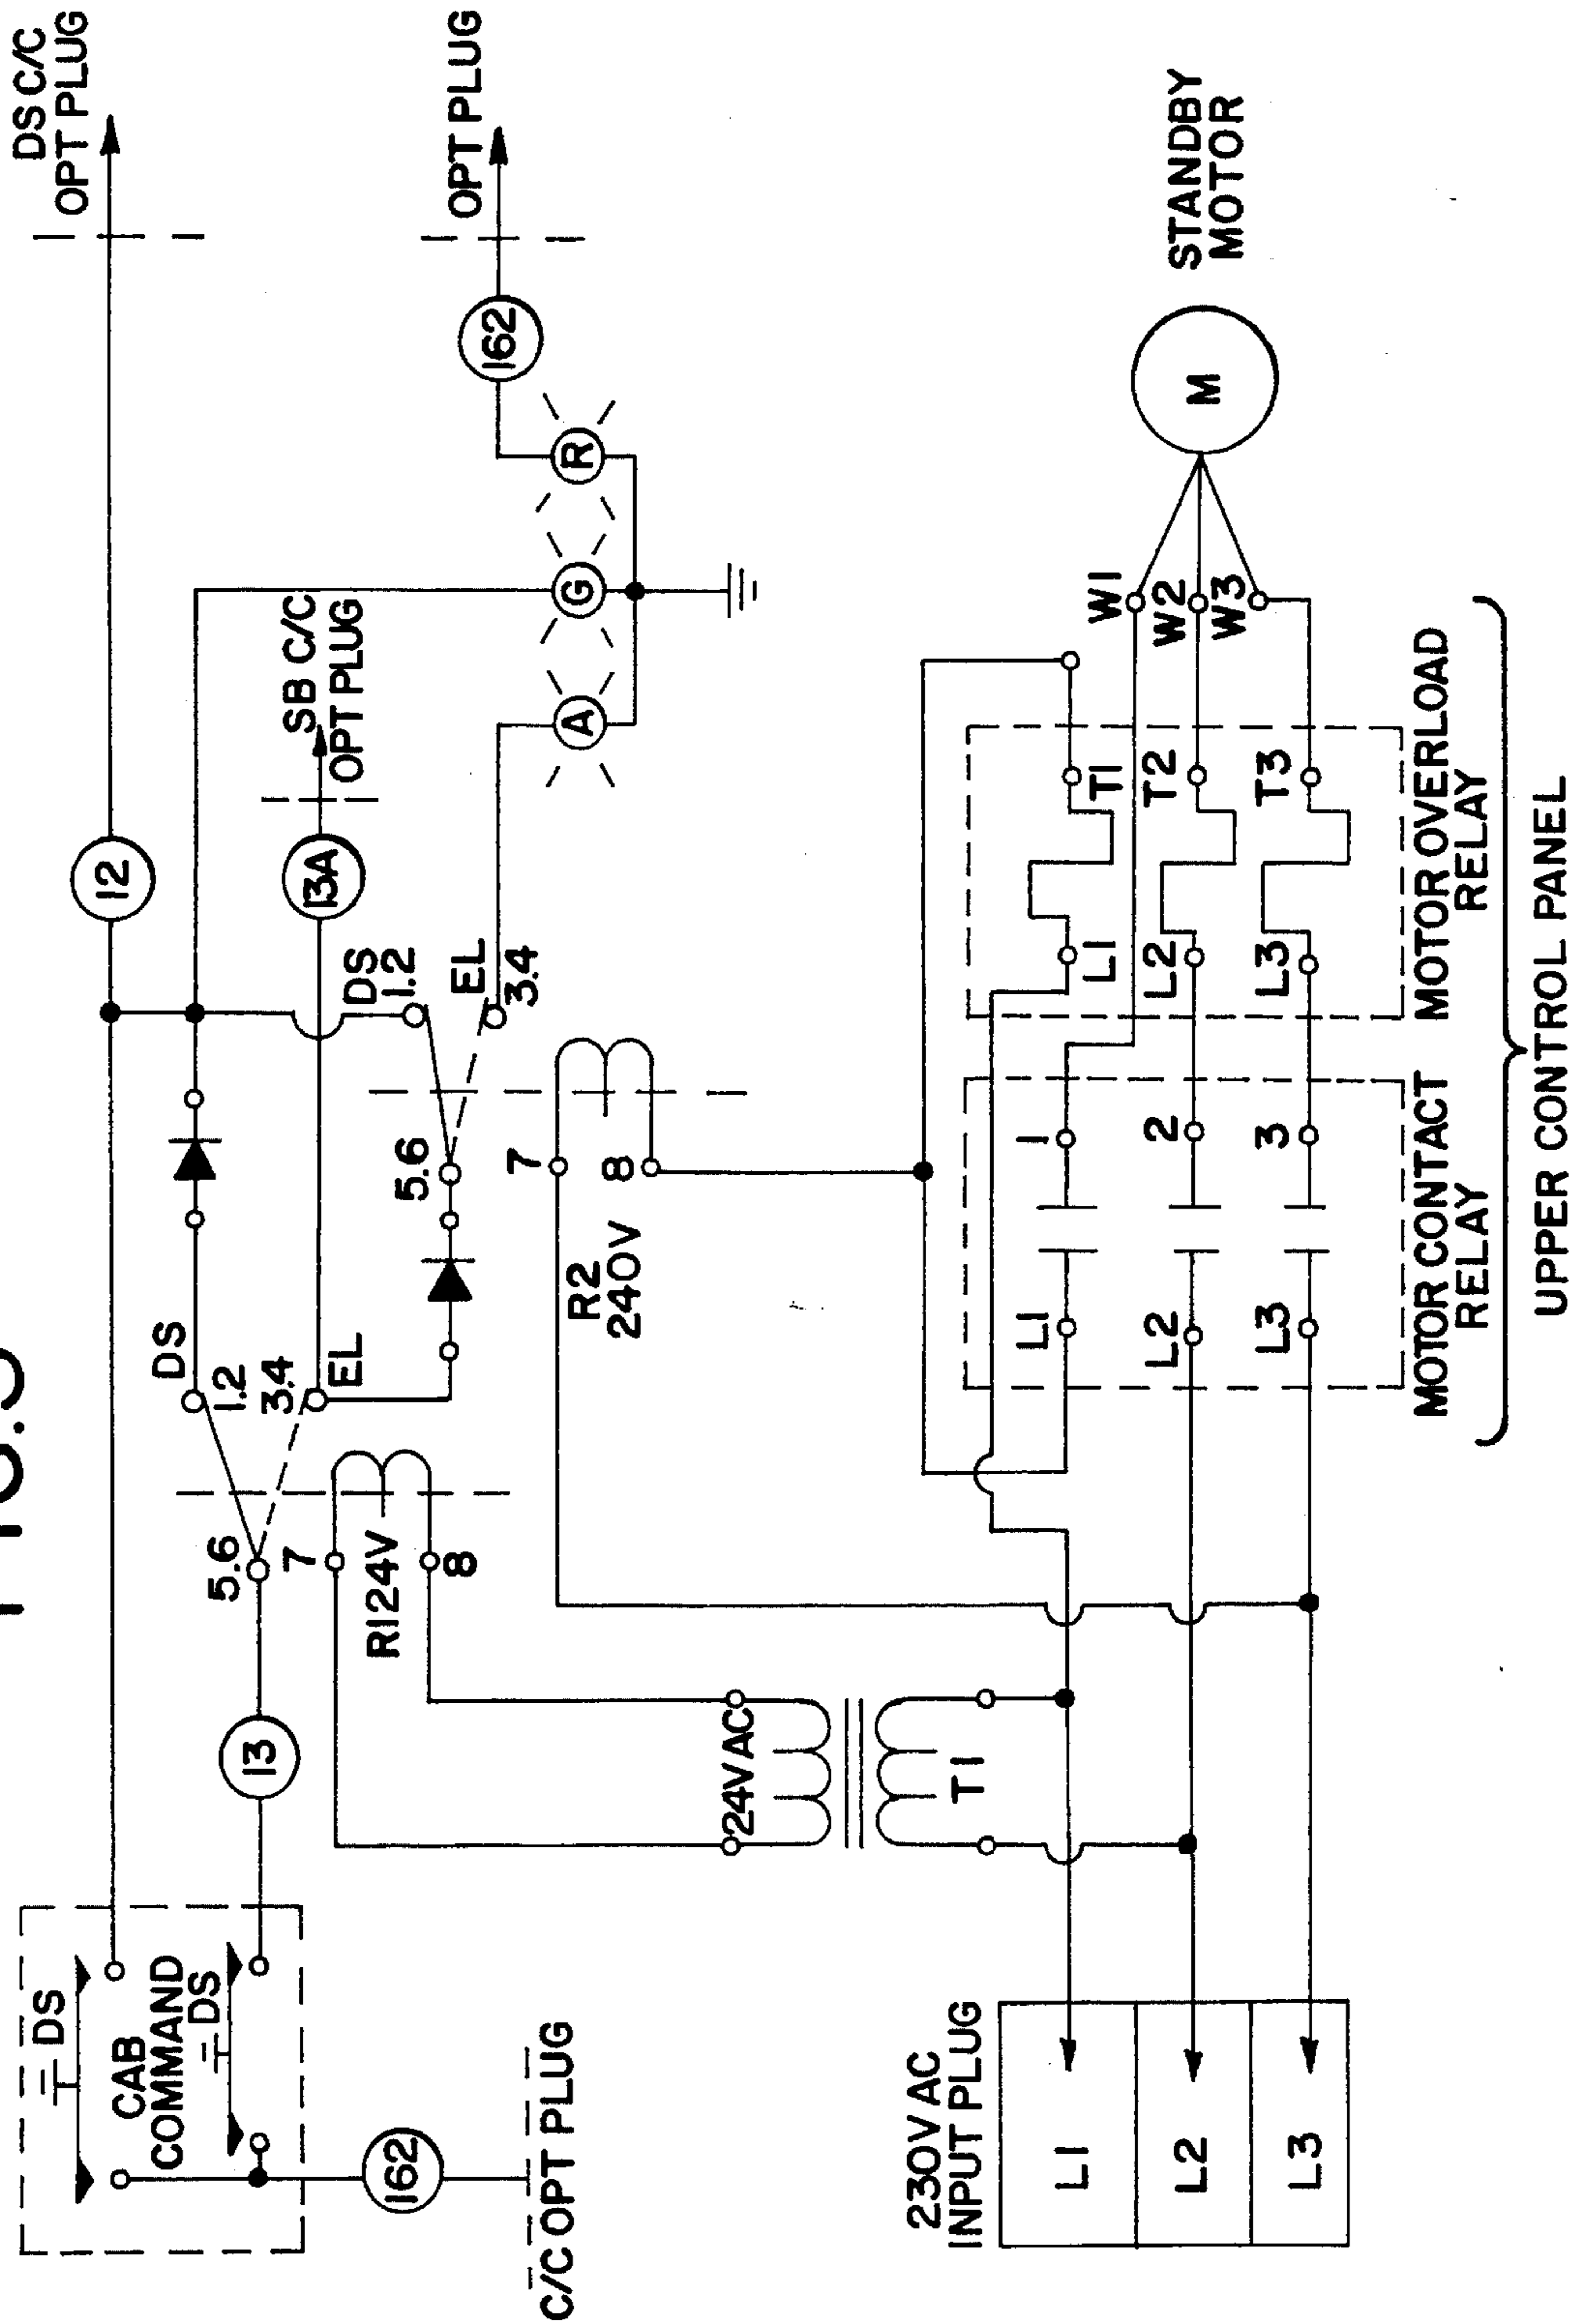 FIG. 3
DS C/C
OPT PLUG
DS
CAB
COMMAND
DS
12
13
5.6
DS
1.2
3.4
EL
13A
SB C/C
OPT PLUG
162
C/C OPT PLUG
7
R1 24V
8
5.6
DS
1.2
EL
3.4
A
G
R
162
OPT PLUG
7
R2
240V
8
24VAC
T1
230V AC
INPUT PLUG
L1
L2
L3
L1
L2
L3
1
2
3
MOTOR CONTACT
RELAY
L1
L2
L3
T1
T2
T3
MOTOR OVERLOAD
RELAY
W1
W2
W3
M
STANDBY
MOTOR
UPPER CONTROL PANEL